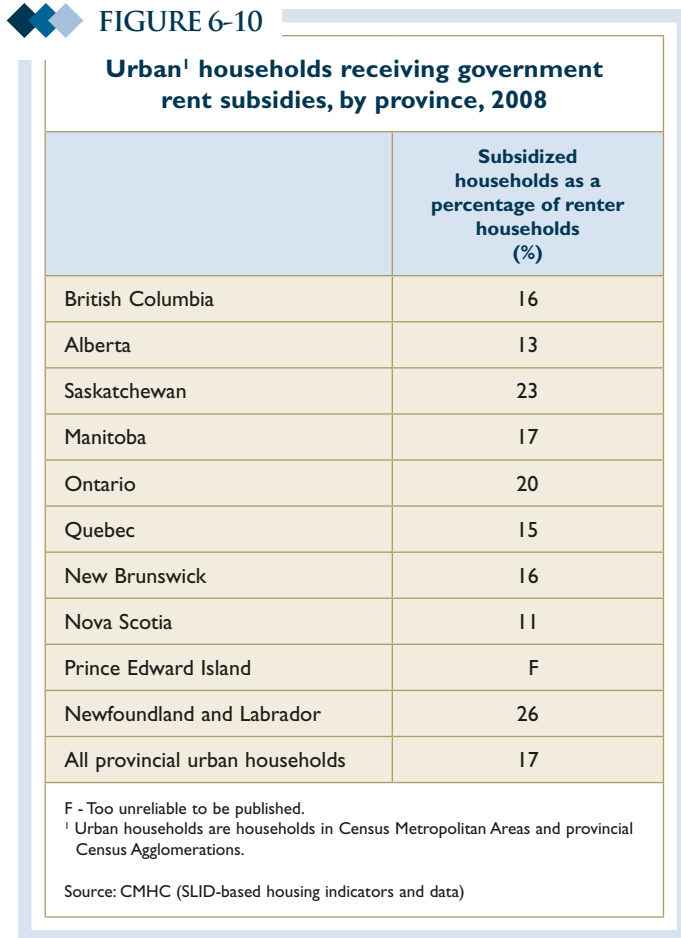 FIGURE 6-10
Urban¹ households receiving government
rent subsidies, by province, 2008
Subsidized
households as a
percentage of renter
households
(%)
British Columbia 16
Alberta 13
Saskatchewan 23
Manitoba 17
Ontario 20
Quebec 15
New Brunswick 16
Nova Scotia 11
Prince Edward Island F
Newfoundland and Labrador 26
All provincial urban households 17
F - Too unreliable to be published.
¹ Urban households are households in Census Metropolitan Areas and provincial
Census Agglomerations.
Source: CMHC (SLID-based housing indicators and data)